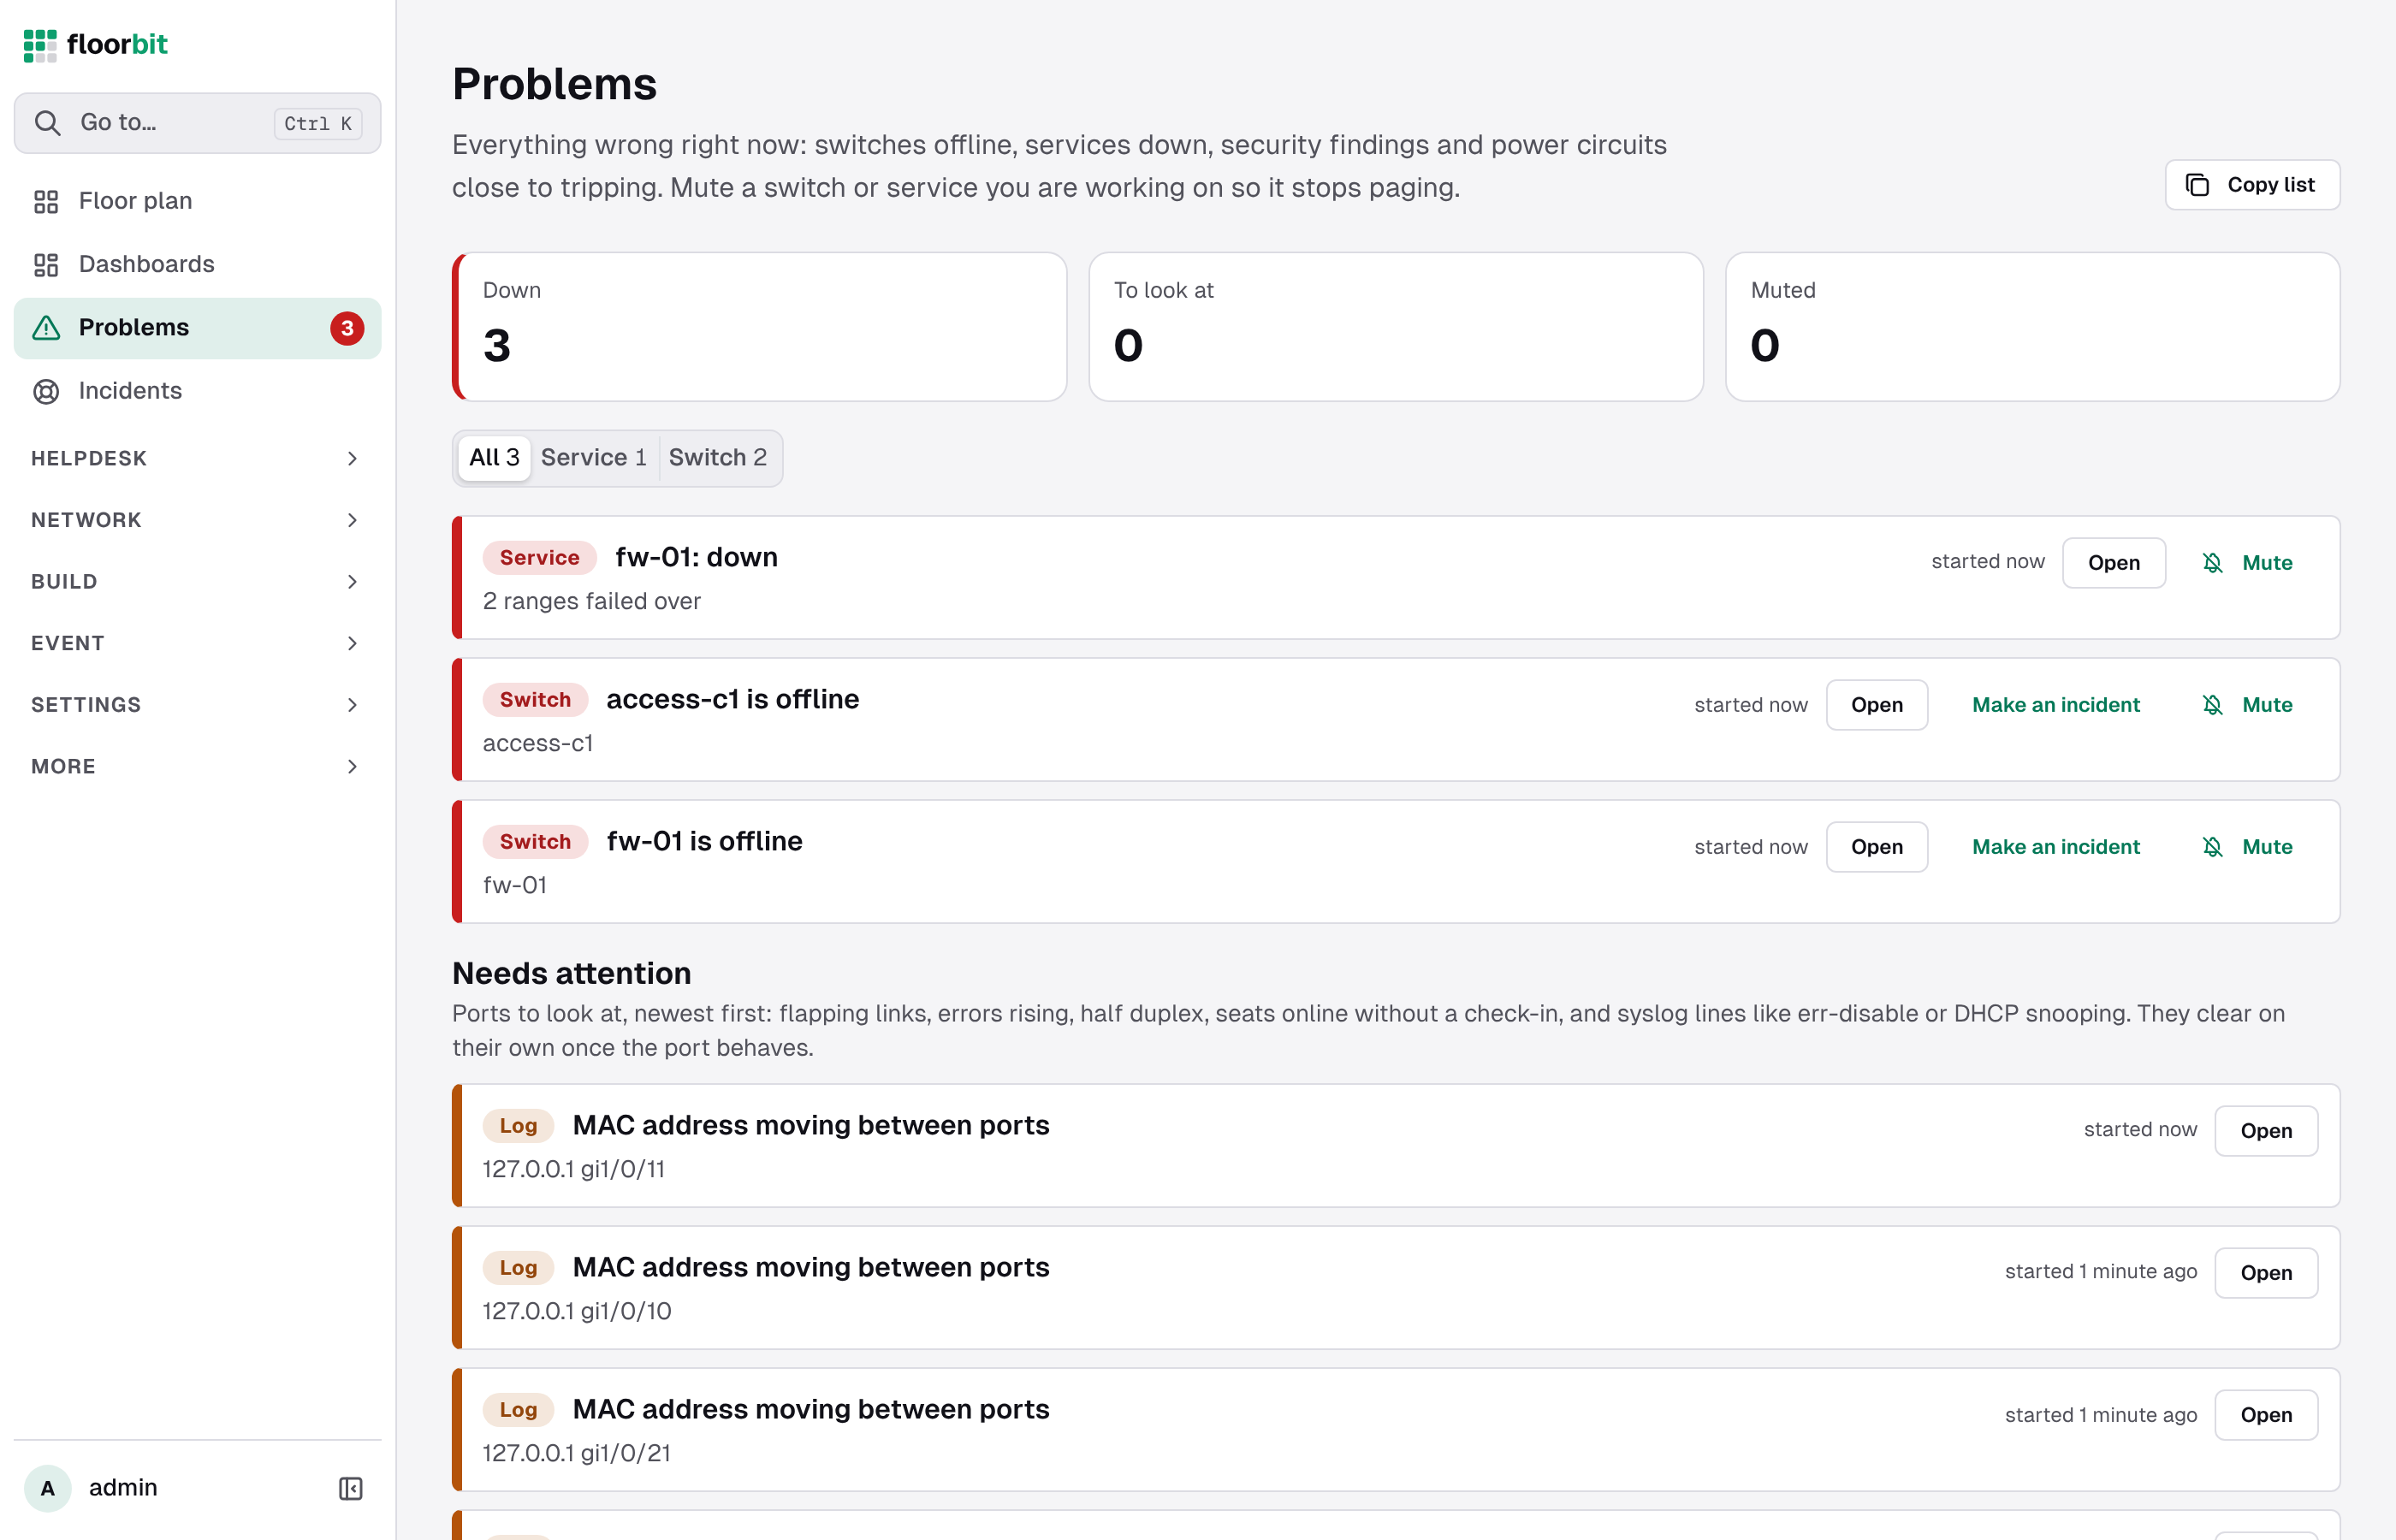 floorbit
Go to...
Ctrl K
Floor plan
Dashboards
Problems
3
Incidents
HELPDESK
NETWORK
BUILD
EVENT
SETTINGS
MORE
A
admin
Problems
Everything wrong right now: switches offline, services down, security findings and power circuits
close to tripping. Mute a switch or service you are working on so it stops paging.
Copy list
Down
3
To look at
0
Muted
0
All 3
Service 1
Switch 2
Service
fw-01: down
2 ranges failed over
started now
Open
Mute
Switch
access-c1 is offline
access-c1
started now
Open
Make an incident
Mute
Switch
fw-01 is offline
fw-01
started now
Open
Make an incident
Mute
Needs attention
Ports to look at, newest first: flapping links, errors rising, half duplex, seats online without a check-in, and syslog lines like err-disable or DHCP snooping. They clear on
their own once the port behaves.
Log
MAC address moving between ports
127.0.0.1 gi1/0/11
started now
Open
Log
MAC address moving between ports
127.0.0.1 gi1/0/10
started 1 minute ago
Open
Log
MAC address moving between ports
127.0.0.1 gi1/0/21
started 1 minute ago
Open